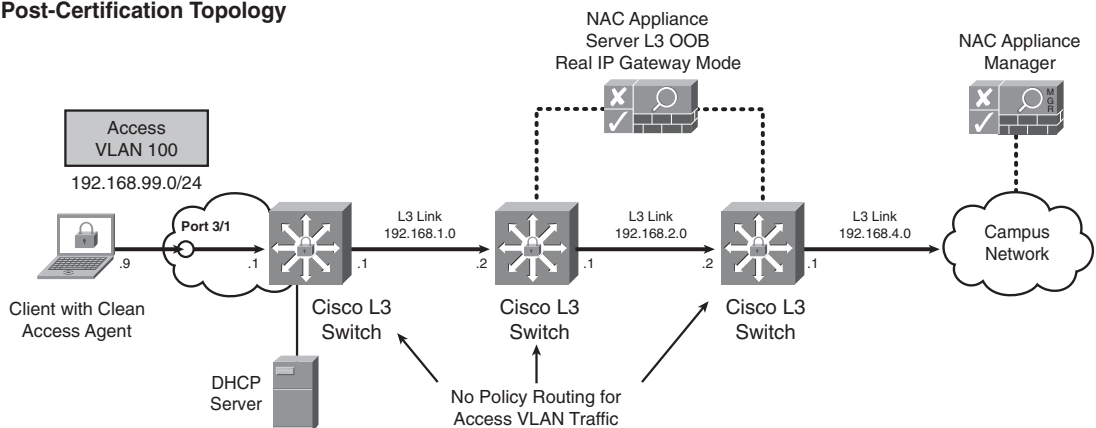 Post-Certification Topology
NAC Appliance
Server L3 OOB
Real IP Gateway Mode
NAC Appliance
Manager
MGR
Access
VLAN 100
192.168.99.0/24
Port 3/1
L3 Link
192.168.1.0
L3 Link
192.168.2.0
L3 Link
192.168.4.0
Campus
Network
.9
.1
.1
.2
.1
.2
.1
Client with Clean
Access Agent
Cisco L3
Switch
Cisco L3
Switch
Cisco L3
Switch
DHCP
Server
No Policy Routing for
Access VLAN Traffic